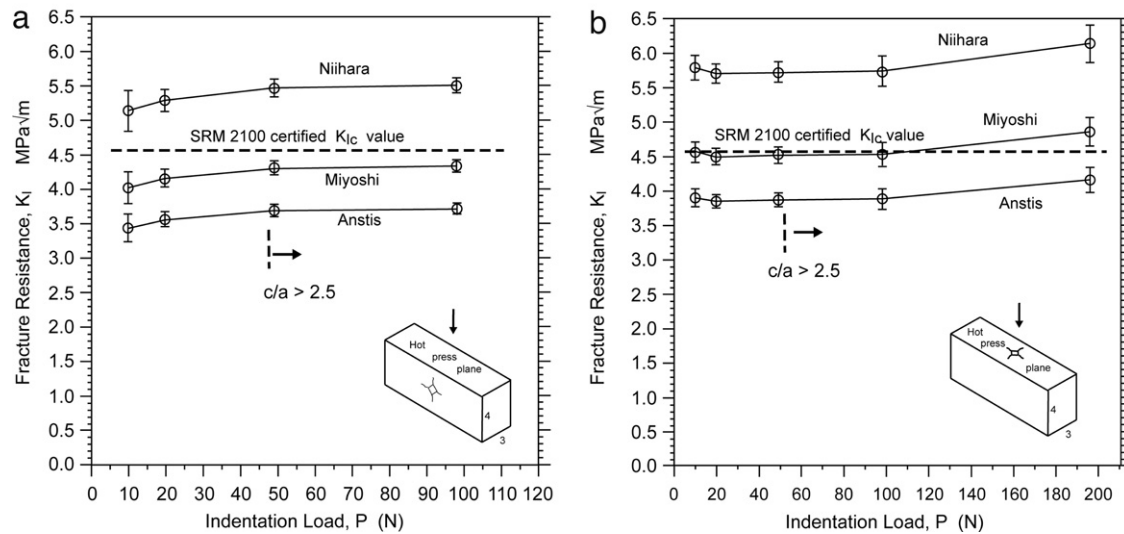 a
6.5
6.0
5.5
5.0
4.5
4.0
3.5
3.0
2.5
2.0
1.5
1.0
0.5
0.0
Fracture Resistance, K_I MPa√m
Niihara
SRM 2100 certified K_Ic value
Miyoshi
Anstis
c/a > 2.5
Hot
press
plane
4
3
0 10 20 30 40 50 60 70 80 90 100 110 120
Indentation Load, P (N)
b
6.5
6.0
5.5
5.0
4.5
4.0
3.5
3.0
2.5
2.0
1.5
1.0
0.5
0.0
Fracture Resistance, K_I MPa√m
Niihara
Miyoshi
SRM 2100 certified K_Ic value
Anstis
c/a > 2.5
Hot
press
plane
4
3
0 20 40 60 80 100 120 140 160 180 200
Indentation Load, P (N)